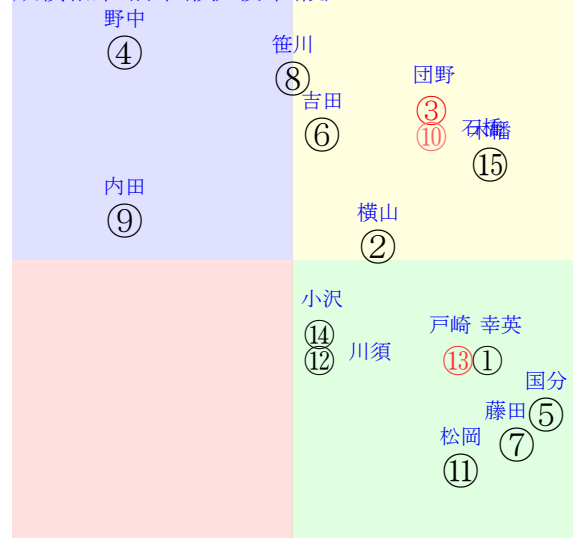 野中
④
笹川
⑧
団野
吉田
③
⑥
⑩
⑮
内田
⑨
横山
②
小沢
戸崎 幸英
⑭
⑫ 川須
⑬ ①
国分
⑤
藤田
⑦
松岡
⑪